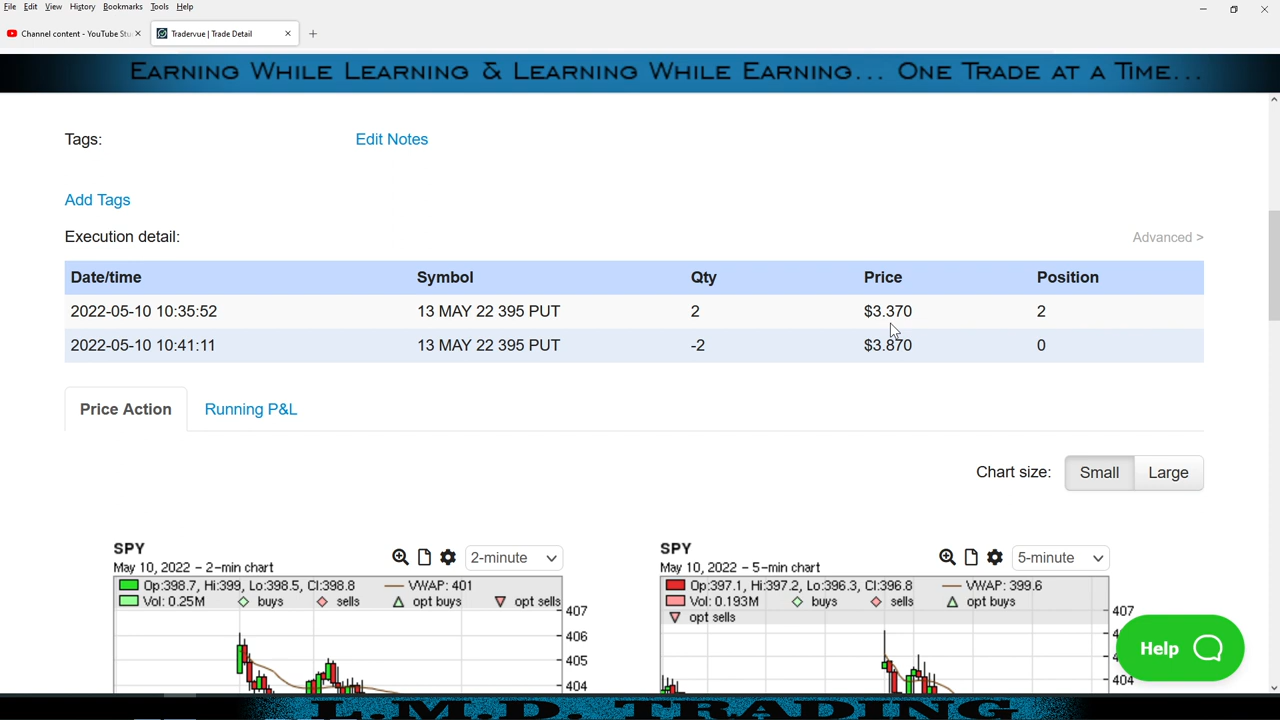 File Edit View History Bookmarks Tools Help
Channel content - YouTube Stu
Tradervue | Trade Detail
EARNING WHILE LEARNING & LEARNING WHILE EARNING... ONE TRADE AT A TIME...
Tags: Edit Notes
Add Tags
Execution detail: Advanced >
Date/time Symbol Qty Price Position
2022-05-10 10:35:52 13 MAY 22 395 PUT 2 $3.370 2
2022-05-10 10:41:11 13 MAY 22 395 PUT -2 $3.870 0
Price Action Running P&L
Chart size: Small Large
SPY
May 10, 2022 - 2-min chart
2-minute
Op:398.7, Hi:399, Lo:398.5, Cl:398.8 VWAP: 401
Vol: 0.25M buys sells opt buys opt sells
407
406
405
404
SPY
May 10, 2022 - 5-min chart
5-minute
Op:397.1, Hi:397.2, Lo:396.3, Cl:396.8 VWAP: 399.6
Vol: 0.193M buys sells opt buys
opt sells
407
404
Help
L.M.D. TRADING